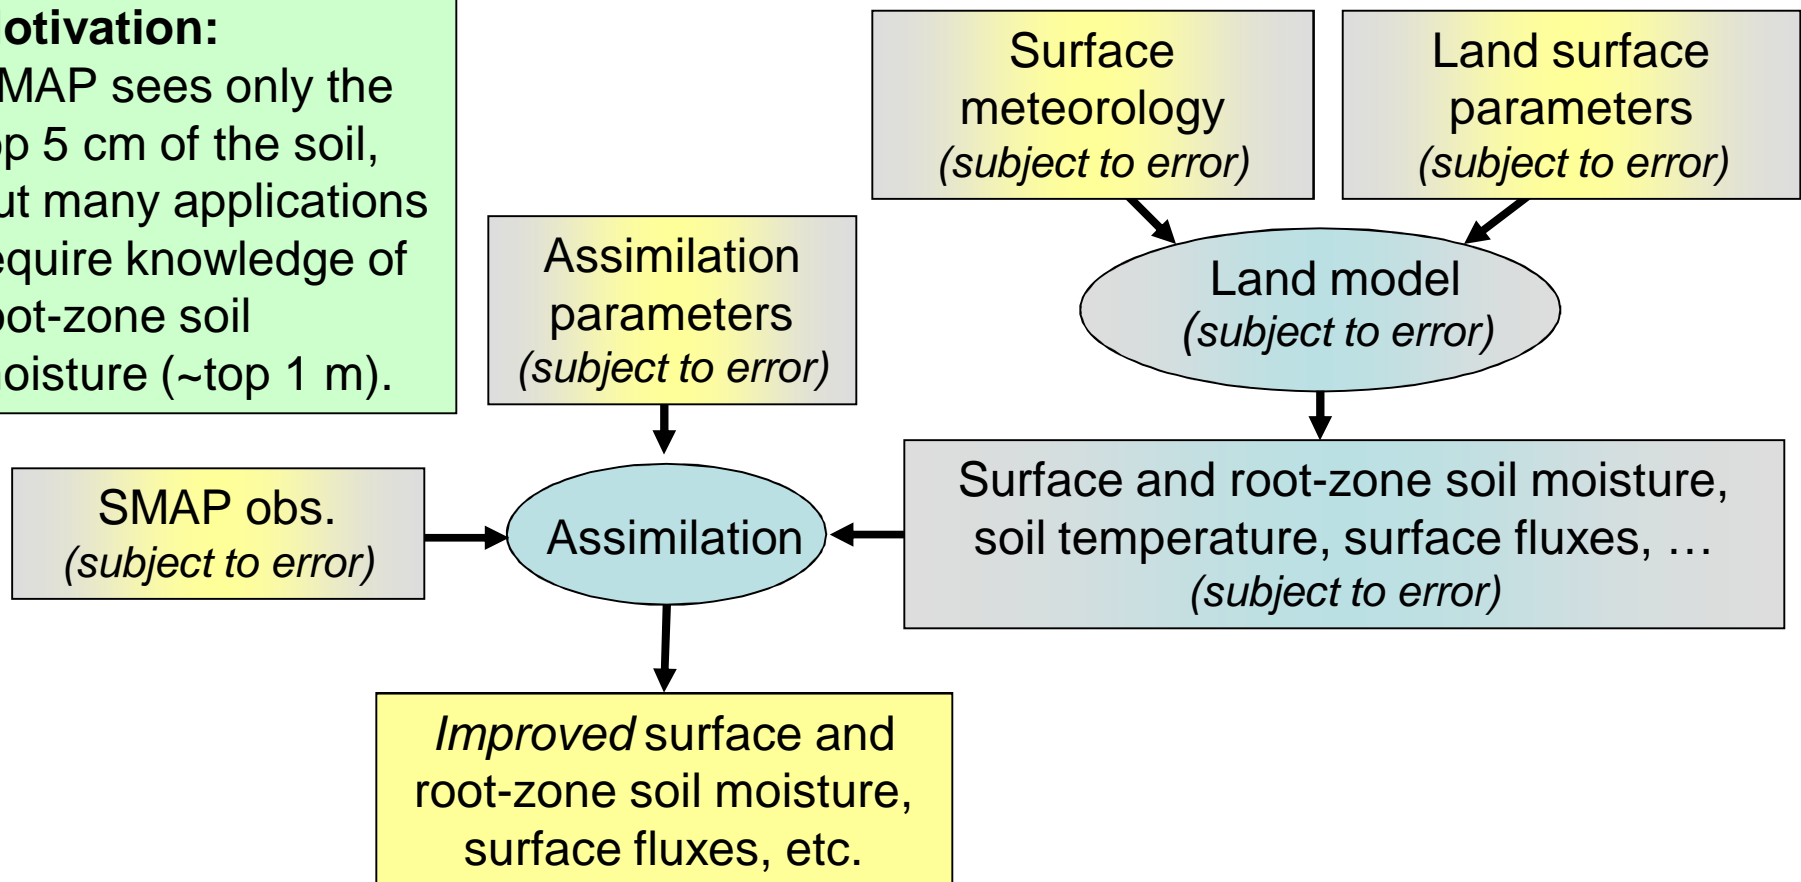 otivation:
MAP sees only the
op 5 cm of the soil,
ut many applications
equire knowledge of
oot-zone soil
oisture (~top 1 m).
Surface
meteorology
(subject to error)
Land surface
parameters
(subject to error)
Assimilation
parameters
(subject to error)
Land model
(subject to error)
SMAP obs.
(subject to error)
Assimilation
Surface and root-zone soil moisture,
soil temperature, surface fluxes, …
(subject to error)
Improved surface and
root-zone soil moisture,
surface fluxes, etc.